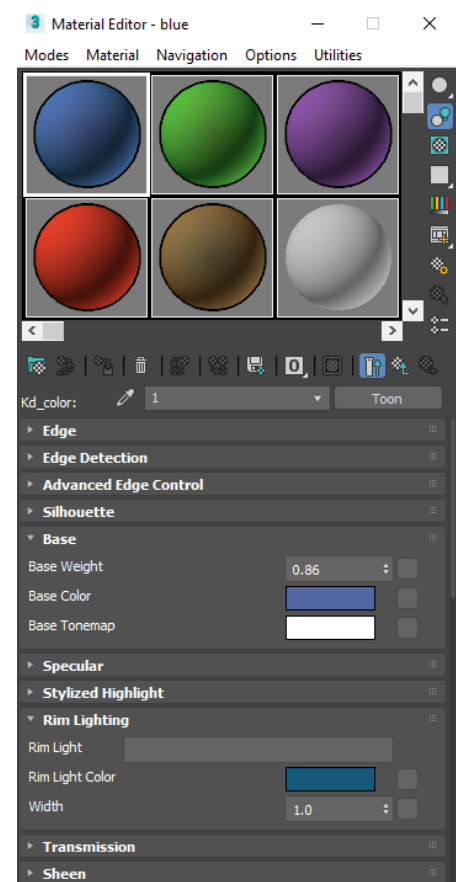 3 Material Editor - blue
Modes Material Navigation Options Utilities
0
Kd_color: 1 Toon
Edge
Edge Detection
Advanced Edge Control
Silhouette
Base
Base Weight 0.86
Base Color
Base Tonemap
Specular
Stylized Highlight
Rim Lighting
Rim Light
Rim Light Color
Width 1.0
Transmission
Sheen